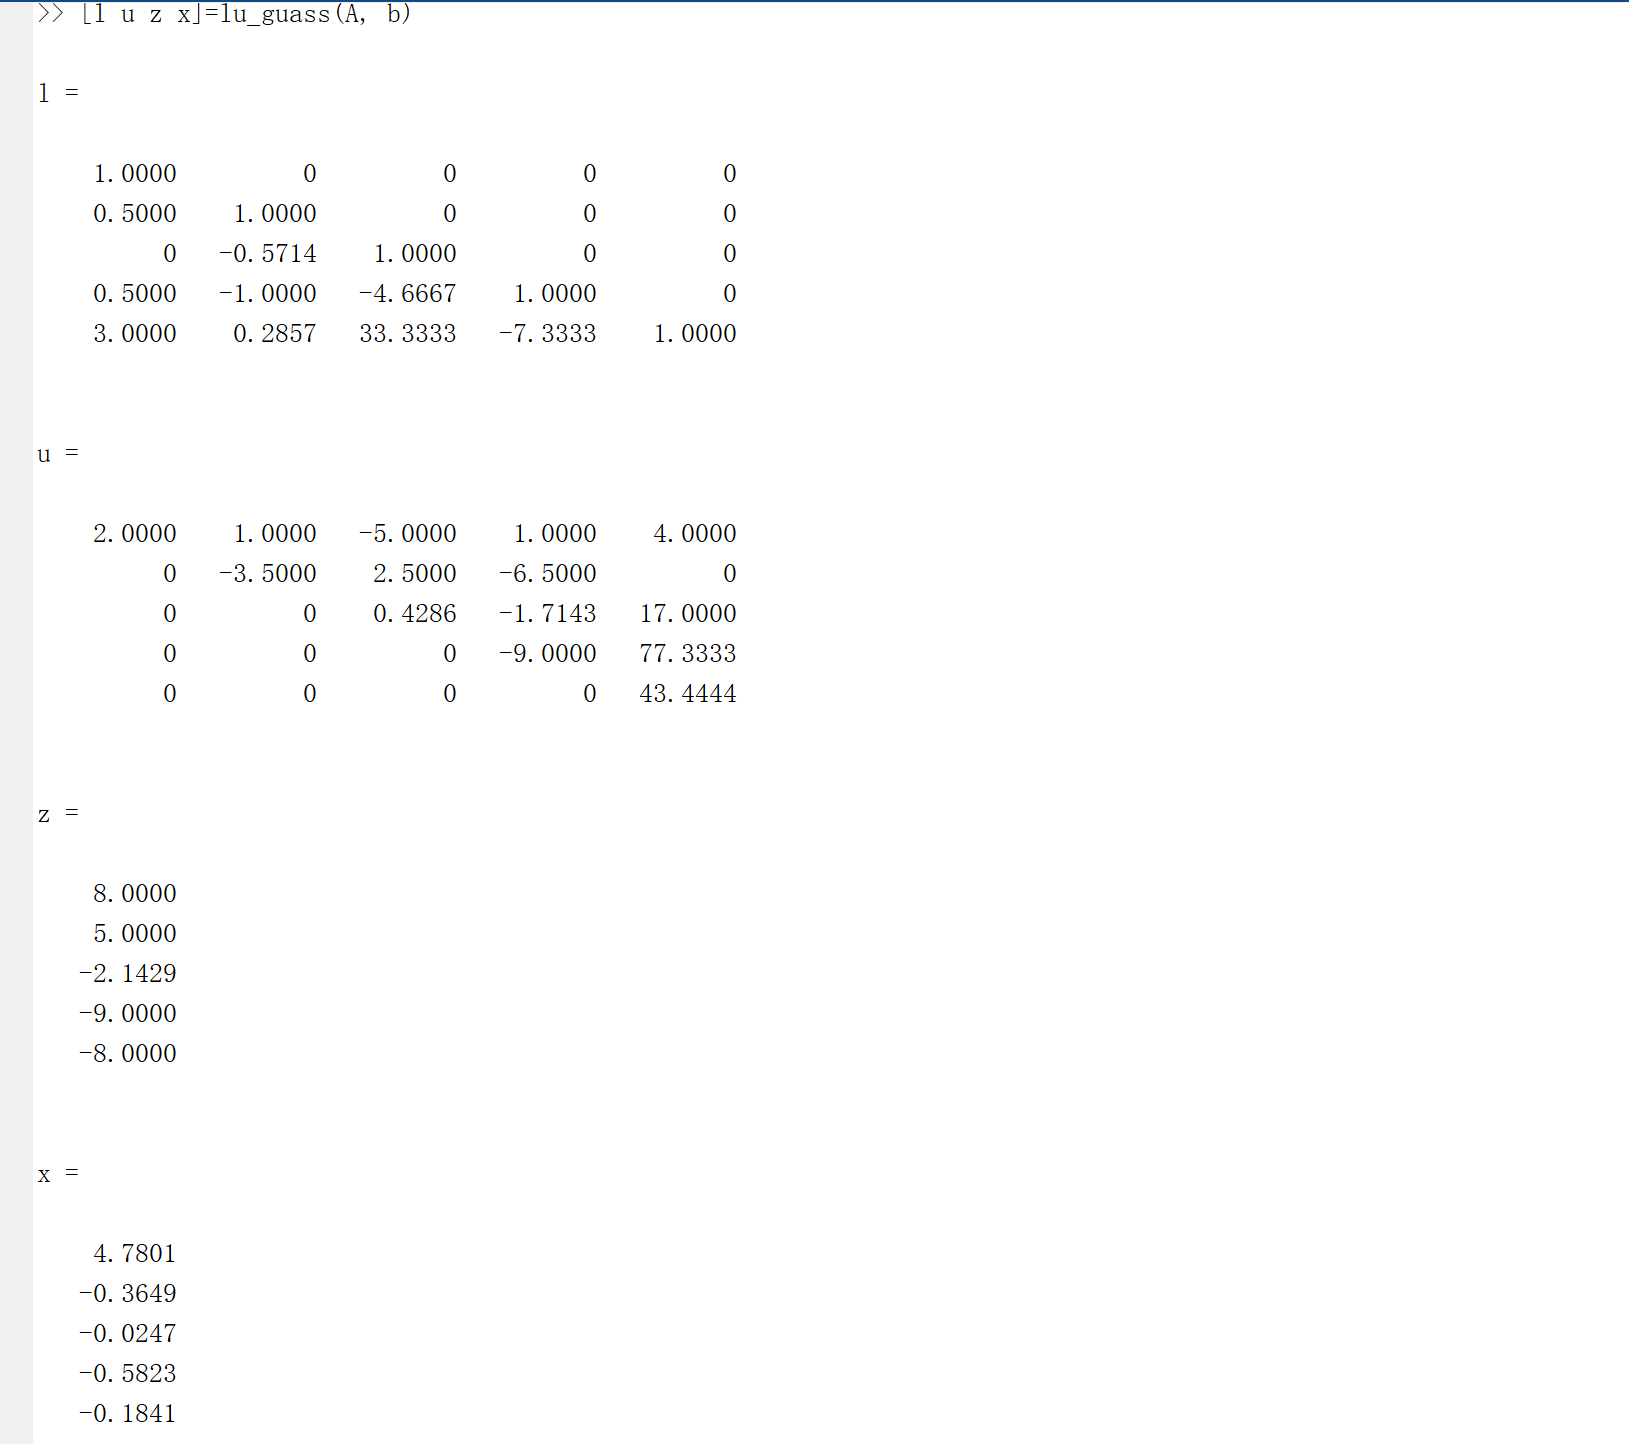 >> [l u z x]=lu_guass(A, b)
l =
1.0000 0 0 0 0
0.5000 1.0000 0 0 0
0 -0.5714 1.0000 0 0
0.5000 -1.0000 -4.6667 1.0000 0
3.0000 0.2857 33.3333 -7.3333 1.0000
u =
2.0000 1.0000 -5.0000 1.0000 4.0000
0 -3.5000 2.5000 -6.5000 0
0 0 0.4286 -1.7143 17.0000
0 0 0 -9.0000 77.3333
0 0 0 0 43.4444
z =
8.0000
5.0000
-2.1429
-9.0000
-8.0000
x =
4.7801
-0.3649
-0.0247
-0.5823
-0.1841